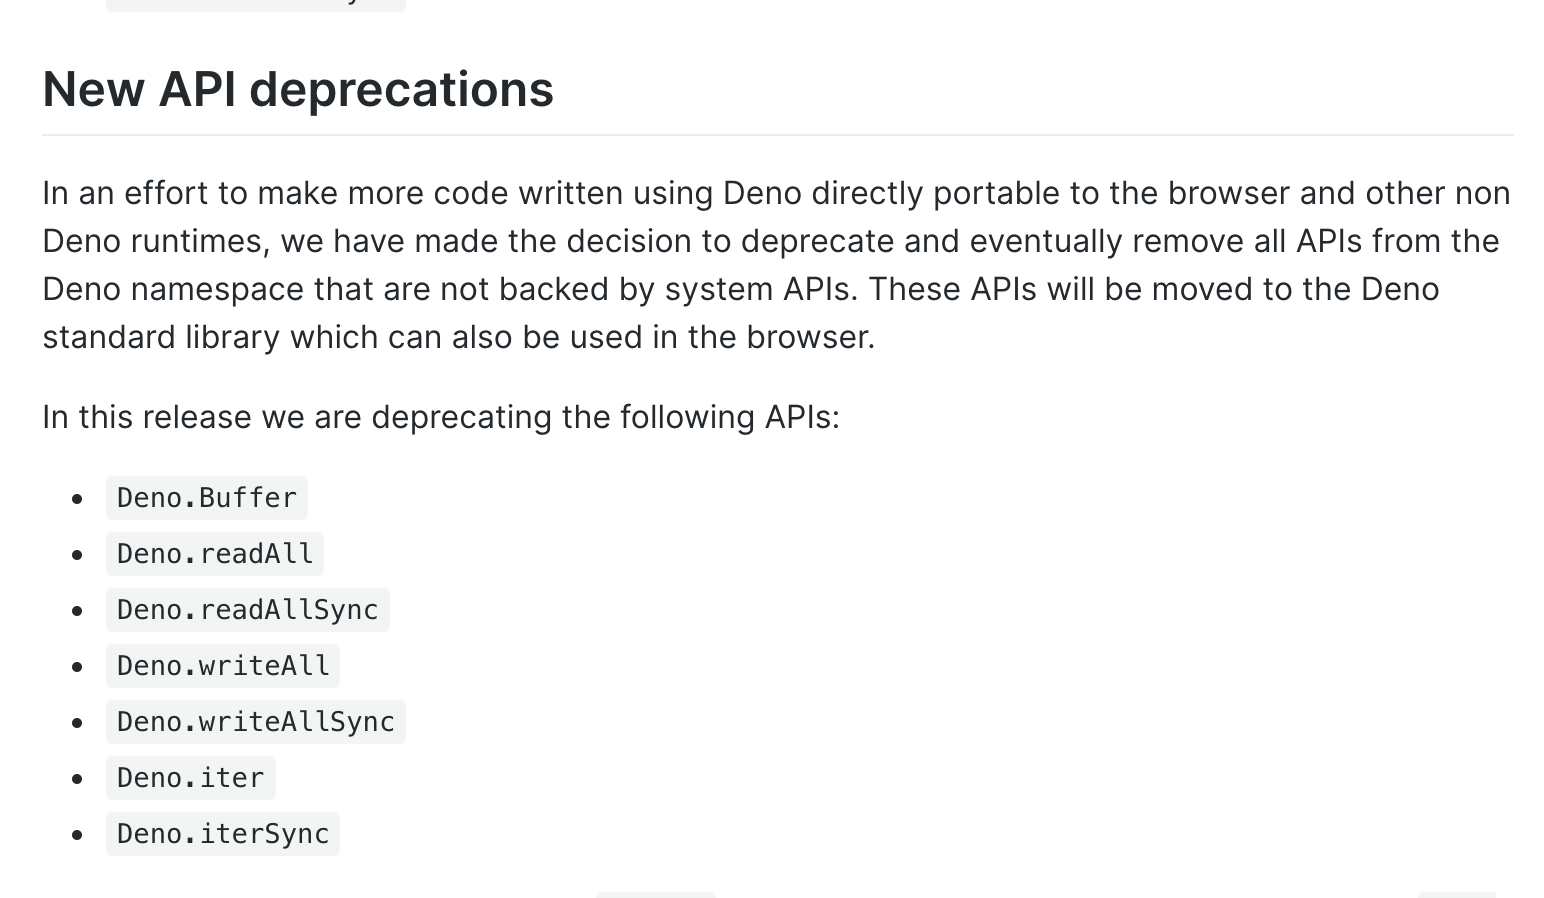 New API deprecations
In an effort to make more code written using Deno directly portable to the browser and other non
Deno runtimes, we have made the decision to deprecate and eventually remove all APIs from the
Deno namespace that are not backed by system APIs. These APIs will be moved to the Deno
standard library which can also be used in the browser.
In this release we are deprecating the following APIs:
• Deno.Buffer
• Deno.readAll
• Deno.readAllSync
• Deno.writeAll
• Deno.writeAllSync
• Deno.iter
• Deno.iterSync